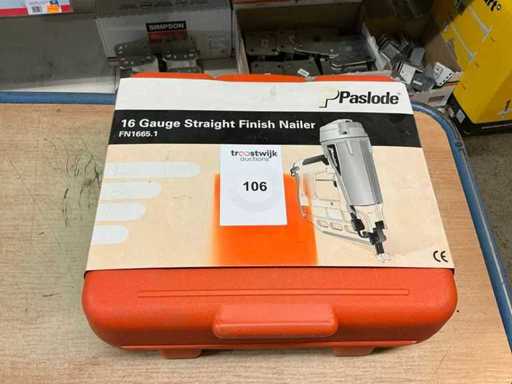 SIMPSON
Paslode
16 Gauge Straight Finish Nailer
FN1665.1
troostwijk
auctions
106
CE